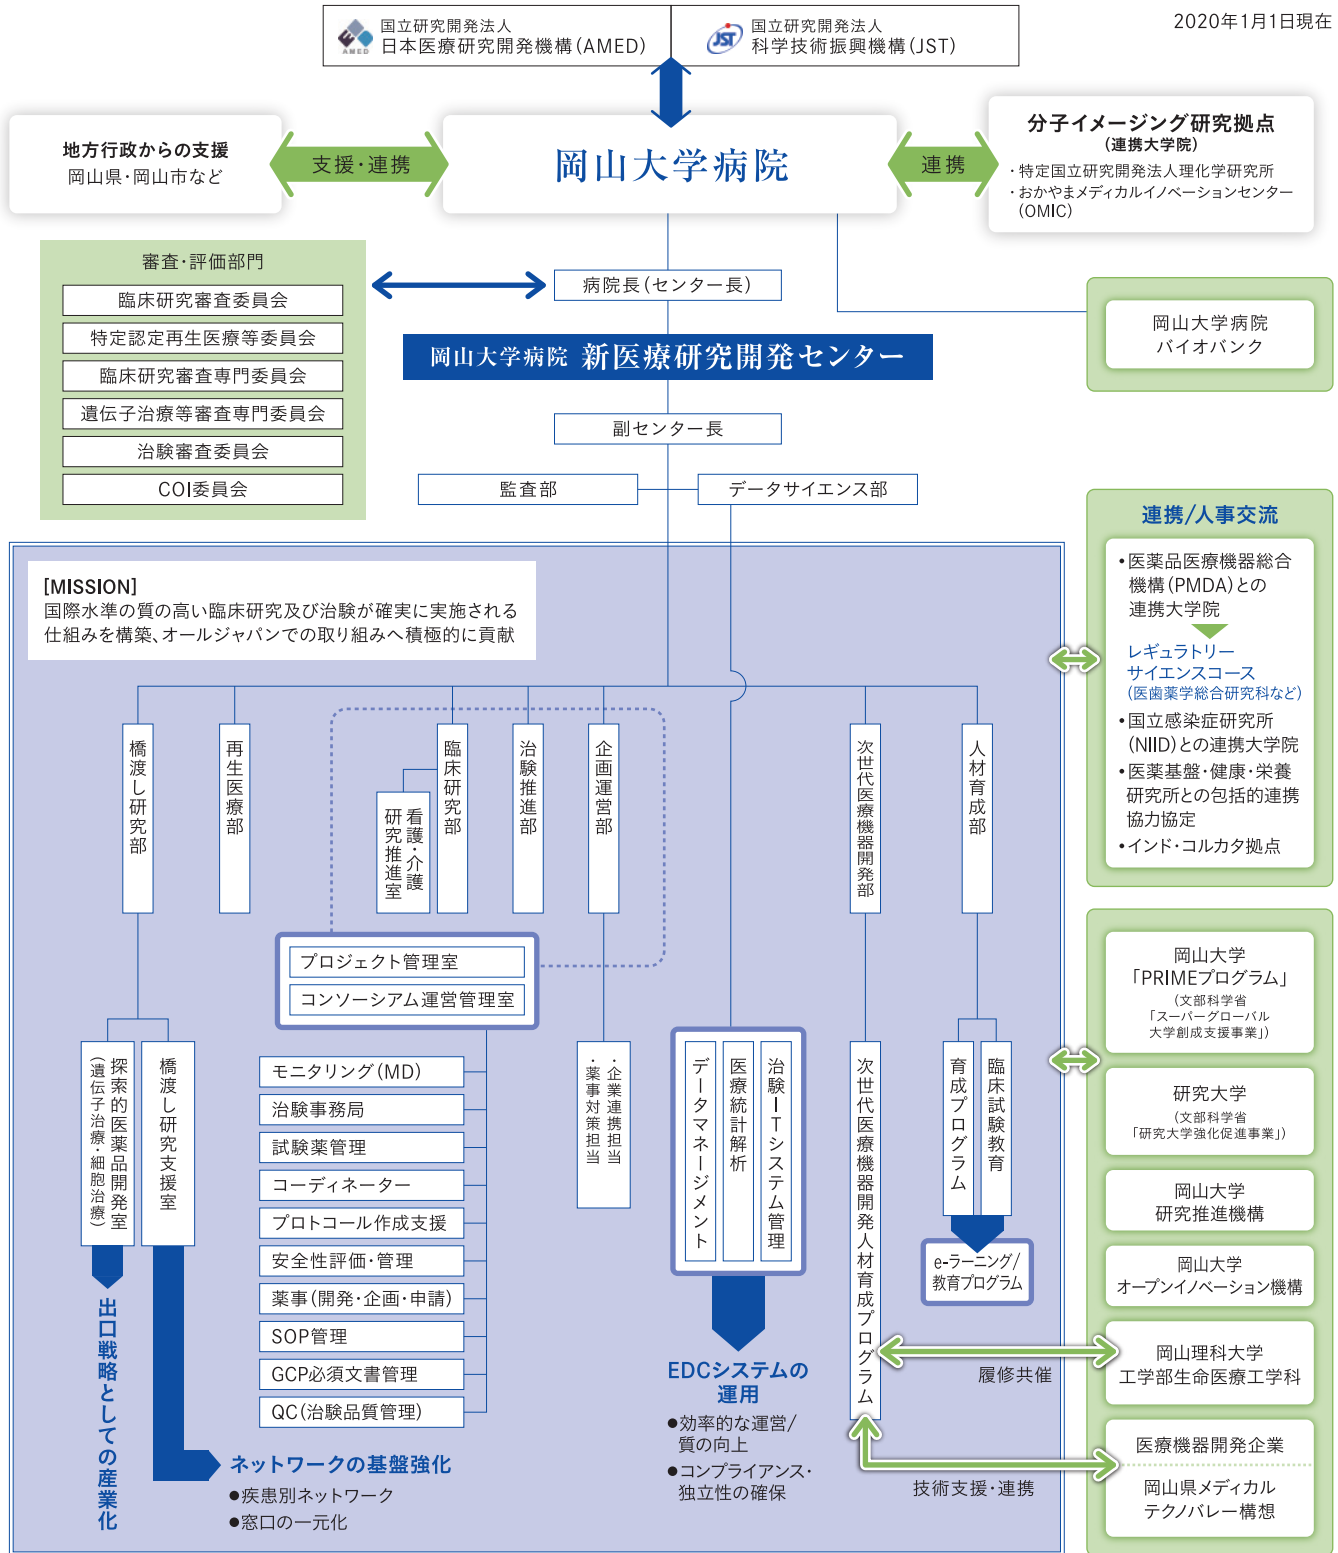 2020年1月1日現在
国立研究開発法人
日本医療研究開発機構(AMED)
AMED
国立研究開発法人
科学技術振興機構(JST)
JST
地方行政からの支援
岡山県・岡山市など
支援・連携
岡山大学病院
連携
分子イメージング研究拠点
(連携大学院)
・特定国立研究開発法人理化学研究所
・おかやまメディカルイノベーションセンター
(OMIC)
審査・評価部門
臨床研究審査委員会
特定認定再生医療等委員会
臨床研究審査専門委員会
遺伝子治療等審査専門委員会
治験審査委員会
COI委員会
病院長(センター長)
岡山大学病院 新医療研究開発センター
副センター長
監査部
データサイエンス部
岡山大学病院
バイオバンク
[MISSION]
国際水準の質の高い臨床研究及び治験が確実に実施される
仕組みを構築、オールジャパンでの取り組みへ積極的に貢献
連携/人事交流
•医薬品医療機器総合
機構(PMDA)との
連携大学院
レギュラトリー
サイエンスコース
(医歯薬学総合研究科など)
•国立感染症研究所
(NIID)との連携大学院
•医薬基盤・健康・栄養
研究所との包括的連携
協力協定
•インド・コルカタ拠点
橋渡し研究部
再生医療部
臨床研究部
看護・介護
研究推進室
治験推進部
企画運営部
次世代医療機器開発部
人材育成部
プロジェクト管理室
コンソーシアム運営管理室
モニタリング(MD)
治験事務局
試験薬管理
コーディネーター
プロトコール作成支援
安全性評価・管理
薬事(開発・企画・申請)
SOP管理
GCP必須文書管理
QC(治験品質管理)
探索的医薬品開発室
(遺伝子治療・細胞治療)
橋渡し研究支援室
出口戦略としての産業化
ネットワークの基盤強化
●疾患別ネットワーク
●窓口の一元化
・企業連携担当
・薬事対策担当
データマネージメント
医療統計解析
治験ITシステム管理
EDCシステムの
運用
●効率的な運営/
質の向上
●コンプライアンス・
独立性の確保
次世代医療機器開発人材育成プログラム
育成プログラム
臨床試験教育
e-ラーニング/
教育プログラム
履修共催
技術支援・連携
岡山大学
「PRIMEプログラム」
(文部科学省
「スーパーグローバル
大学創成支援事業」)
研究大学
(文部科学省
「研究大学強化促進事業」)
岡山大学
研究推進機構
岡山大学
オープンイノベーション機構
岡山理科大学
工学部生命医療工学科
医療機器開発企業
岡山県メディカル
テクノバレー構想